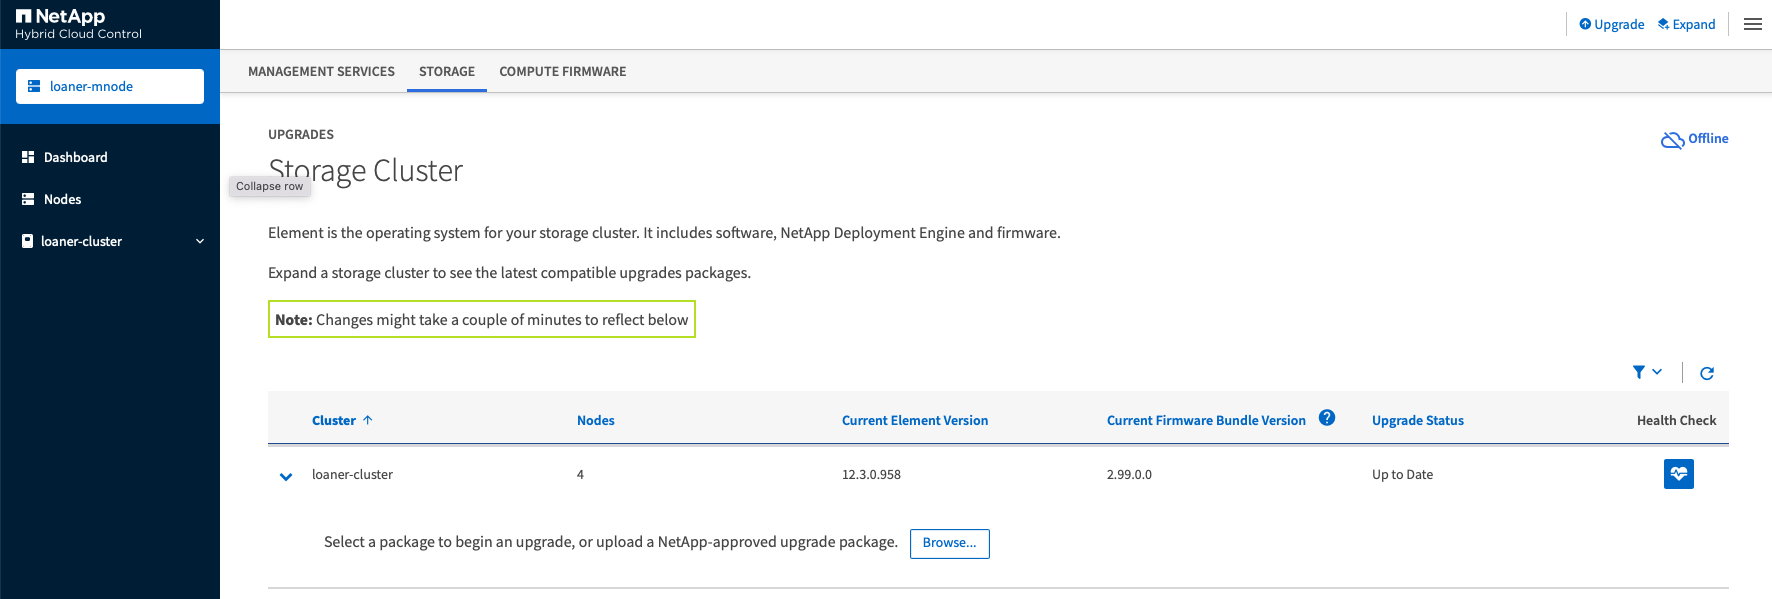 NetApp
Hybrid Cloud Control
Upgrade Expand
loaner-mnode
MANAGEMENT SERVICES STORAGE COMPUTE FIRMWARE
Dashboard
Nodes
loaner-cluster
UPGRADES
Offline
Storage Cluster
Collapse row
Element is the operating system for your storage cluster. It includes software, NetApp Deployment Engine and firmware.
Expand a storage cluster to see the latest compatible upgrades packages.
Note: Changes might take a couple of minutes to reflect below
Cluster Nodes Current Element Version Current Firmware Bundle Version ? Upgrade Status Health Check
loaner-cluster 4 12.3.0.958 2.99.0.0 Up to Date
Select a package to begin an upgrade, or upload a NetApp-approved upgrade package. Browse...